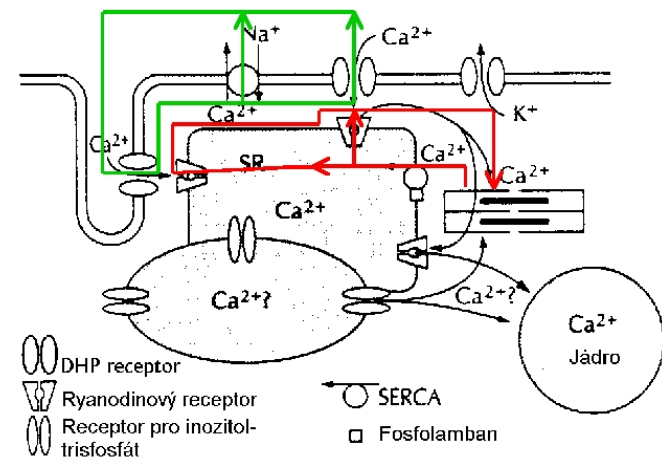 Na⁺
Ca²⁺
Ca²⁺
K⁺
Ca²⁺
SR
Ca²⁺
Ca²⁺
Ca²⁺
Ca²⁺?
Ca²⁺?
Ca²⁺
Jádro
DHP receptor
Ryanodinový receptor
Receptor pro inozitol-
trisfosfát
SERCA
Fosfolamban